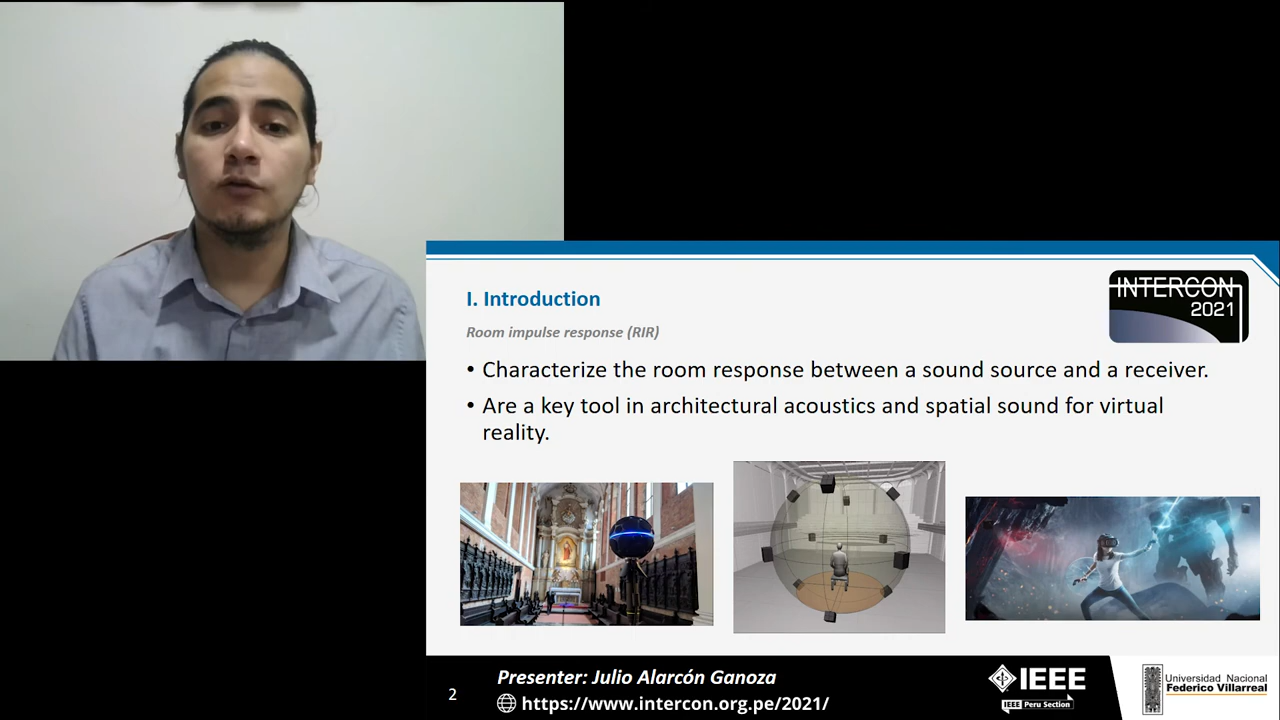 I. Introduction
INTERCON
2021
Room impulse response (RIR)
• Characterize the room response between a sound source and a receiver.
• Are a key tool in architectural acoustics and spatial sound for virtual
reality.
2
Presenter: Julio Alarcón Ganoza
https://www.intercon.org.pe/2021/
IEEE
IEEE Peru Section
Universidad Nacional
Federico Villarreal